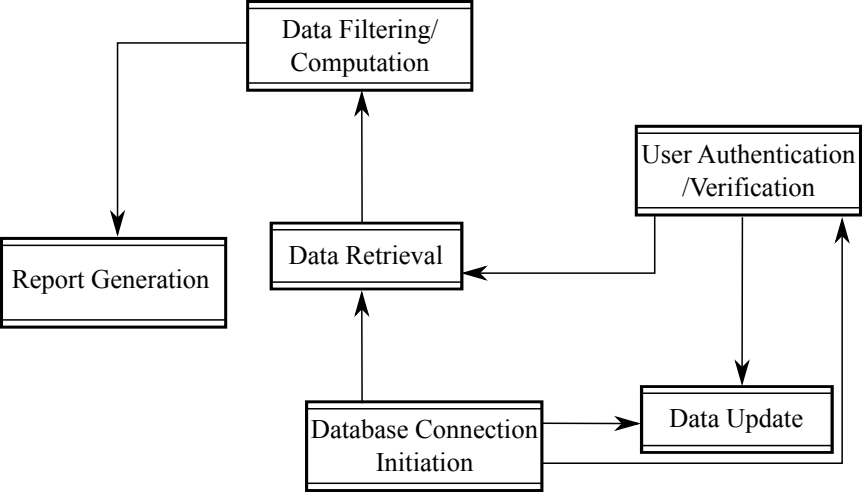 Data Filtering/
Computation
User Authentication
/Verification
Data Retrieval
Report Generation
Database Connection
Initiation
Data Update